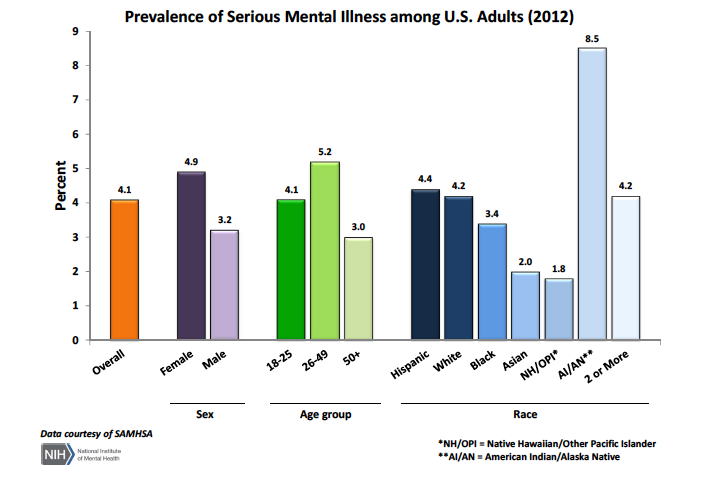 Prevalence of Serious Mental Illness among U.S. Adults (2012)
Percent
9
8
7
6
5
4
3
2
1
0
4.1
4.9
3.2
4.1
5.2
3.0
4.4
4.2
3.4
2.0
1.8
8.5
4.2
Overall
Female
Male
18-25
26-49
50+
Hispanic
White
Black
Asian
NH/OPI*
AI/AN**
2 or More
Sex
Age group
Race
Data courtesy of SAMHSA
NIH
National Institute
of Mental Health
*NH/OPI = Native Hawaiian/Other Pacific Islander
**AI/AN = American Indian/Alaska Native